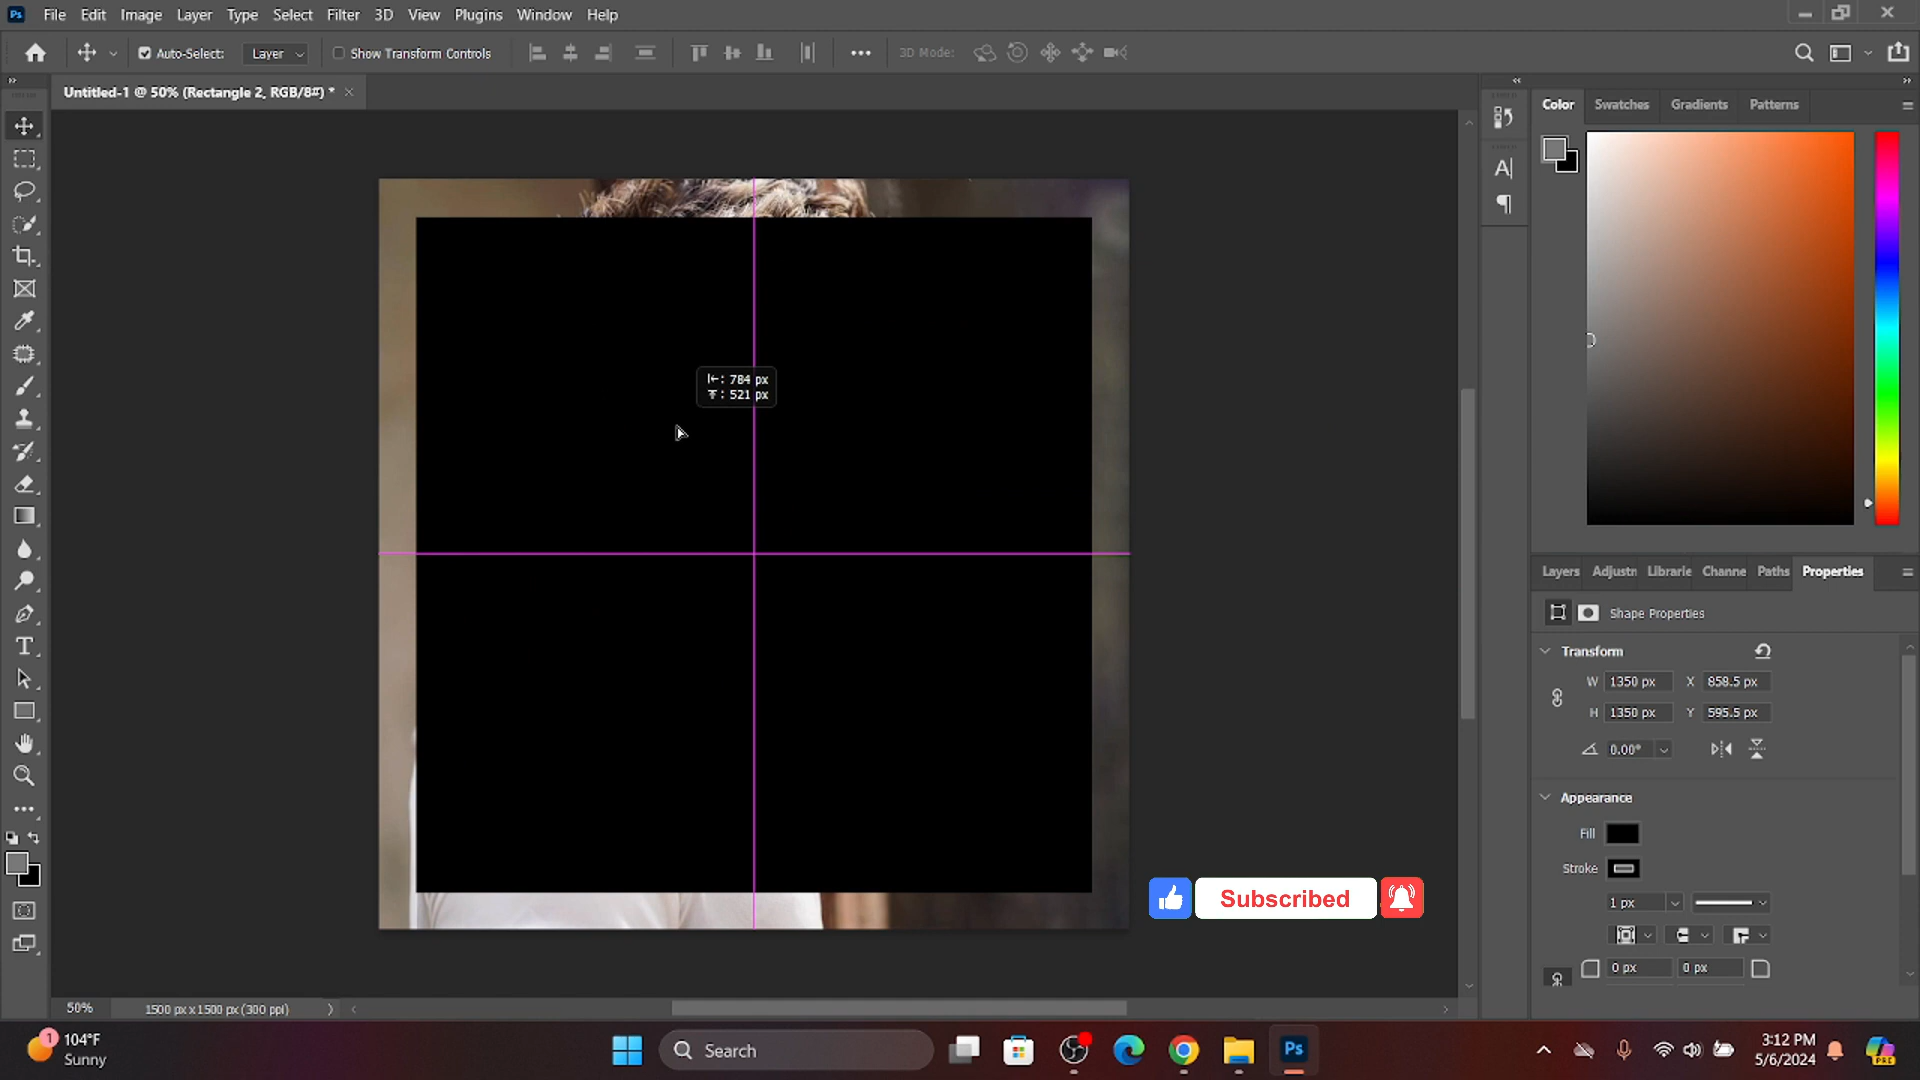 Ps File Edit Image Layer Type Select Filter 3D View Plugins Window Help
Auto-Select: Layer Show Transform Controls 3D Mode:
Untitled-1 @ 50% (Rectangle 2, RGB/8#) *
Color Swatches Gradients Patterns
784 px
521 px
Layers Adjustn Librarie Channe Paths Properties
Shape Properties
Transform
W 1350 px X 858.5 px
H 1350 px Y 595.5 px
0.00°
Appearance
Fill
Stroke
1 px
0 px 0 px
Subscribed
50% 1500 px x 1500 px (300 ppi)
1 104°F
Sunny
Search
Ps
3:12 PM
5/6/2024
PRE